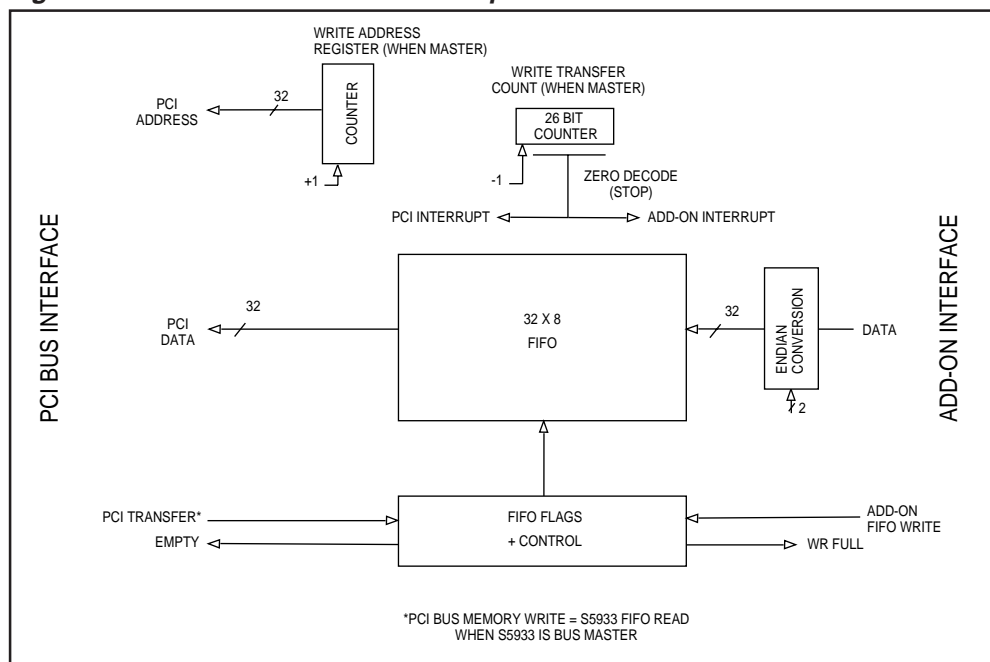 WRITE ADDRESS
REGISTER (WHEN MASTER)
WRITE TRANSFER
COUNT (WHEN MASTER)
32
PCI
ADDRESS
COUNTER
+1
26 BIT
COUNTER
-1
ZERO DECODE
(STOP)
PCI INTERRUPT
ADD-ON INTERRUPT
PCI BUS INTERFACE
ADD-ON INTERFACE
32
PCI
DATA
32 X 8
FIFO
32
ENDIAN
CONVERSION
DATA
2
PCI TRANSFER*
EMPTY
FIFO FLAGS
+ CONTROL
ADD-ON
FIFO WRITE
WR FULL
*PCI BUS MEMORY WRITE = S5933 FIFO READ
WHEN S5933 IS BUS MASTER